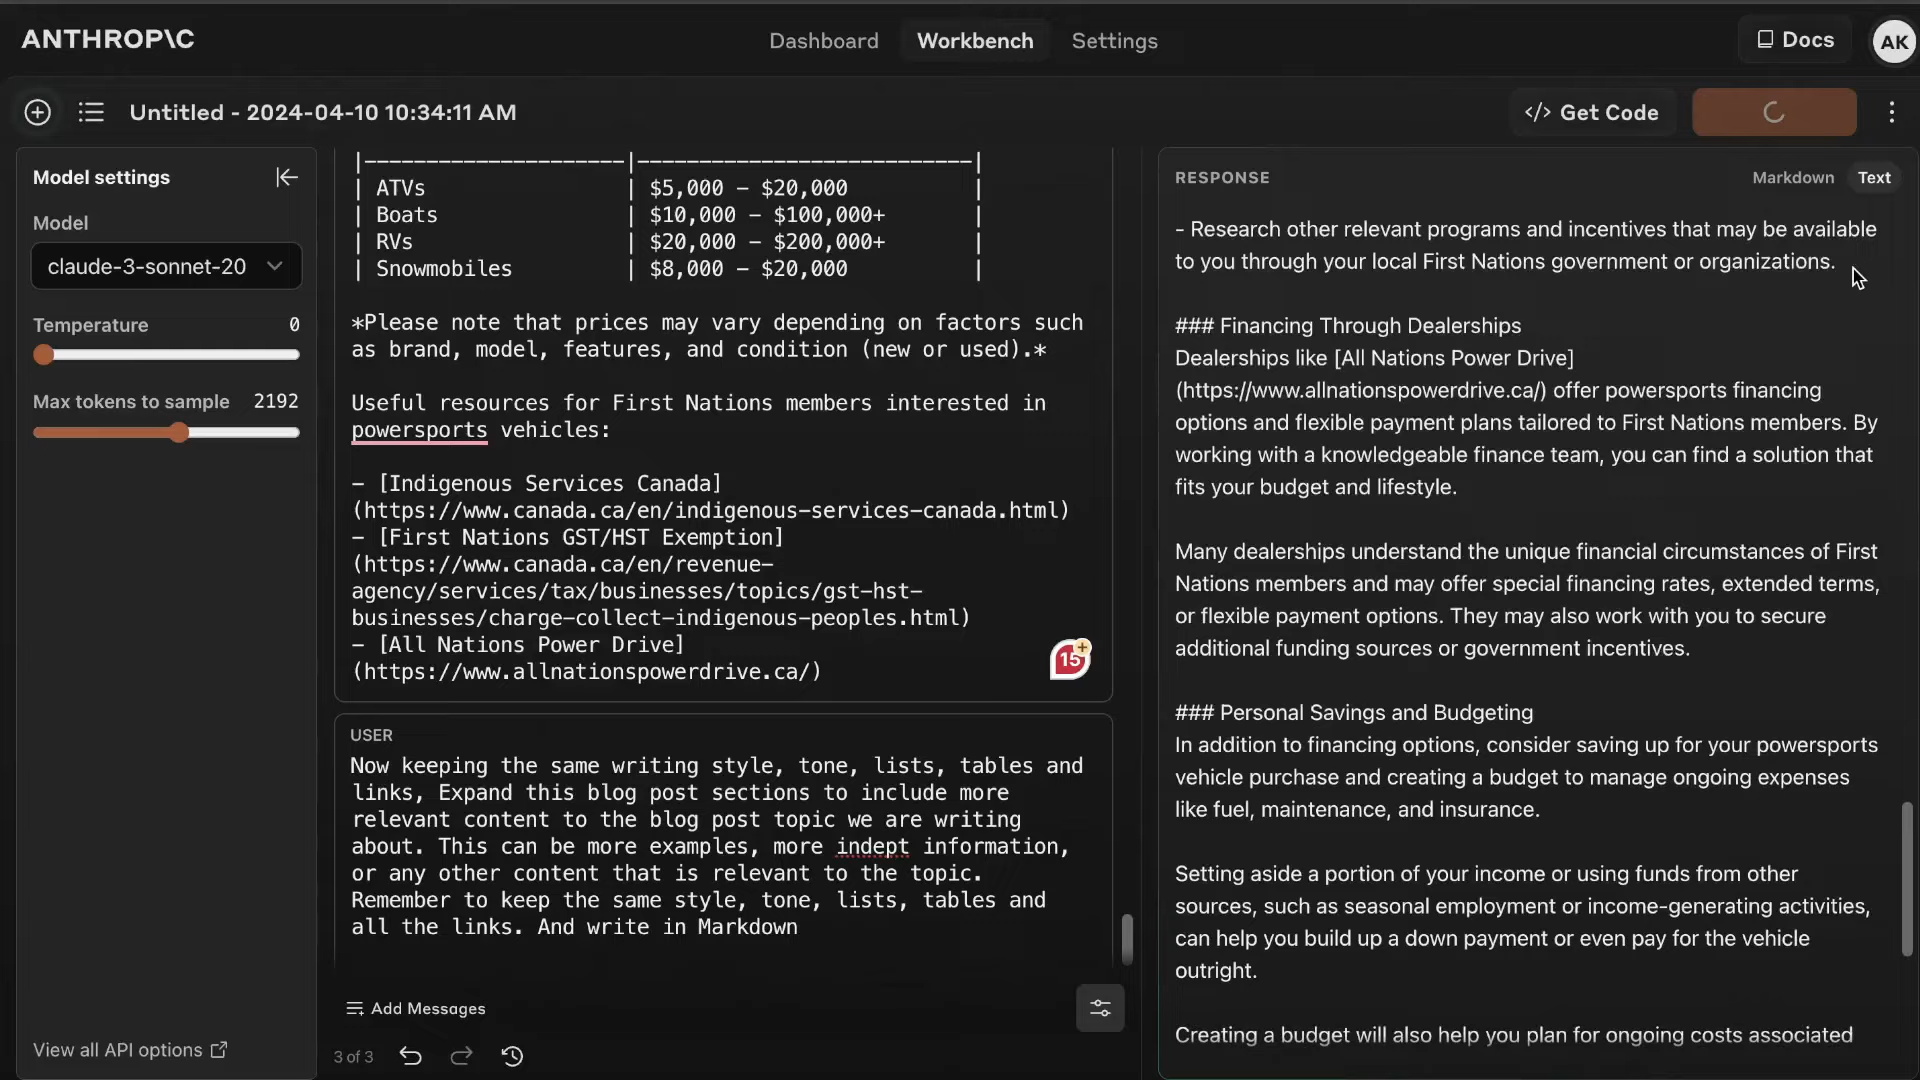 ANTHROP\C
Dashboard
Workbench
Settings
Docs
AK
Untitled - 2024-04-10 10:34:11 AM
</> Get Code
Model settings
Model
claude-3-sonnet-20
Temperature 0
Max tokens to sample 2192
View all API options
| ATVs | $5,000 – $20,000 |
| Boats | $10,000 – $100,000+ |
| RVs | $20,000 – $200,000+ |
| Snowmobiles | $8,000 – $20,000 |
*Please note that prices may vary depending on factors such
as brand, model, features, and condition (new or used).*
Useful resources for First Nations members interested in
powersports vehicles:
– [Indigenous Services Canada]
(https://www.canada.ca/en/indigenous-services-canada.html)
– [First Nations GST/HST Exemption]
(https://www.canada.ca/en/revenue-
agency/services/tax/businesses/topics/gst-hst-
businesses/charge-collect-indigenous-peoples.html)
– [All Nations Power Drive]
(https://www.allnationspowerdrive.ca/)
15
USER
Now keeping the same writing style, tone, lists, tables and
links, Expand this blog post sections to include more
relevant content to the blog post topic we are writing
about. This can be more examples, more indept information,
or any other content that is relevant to the topic.
Remember to keep the same style, tone, lists, tables and
all the links. And write in Markdown
Add Messages
3 of 3
RESPONSE
Markdown
Text
- Research other relevant programs and incentives that may be available
to you through your local First Nations government or organizations.
### Financing Through Dealerships
Dealerships like [All Nations Power Drive]
(https://www.allnationspowerdrive.ca/) offer powersports financing
options and flexible payment plans tailored to First Nations members. By
working with a knowledgeable finance team, you can find a solution that
fits your budget and lifestyle.
Many dealerships understand the unique financial circumstances of First
Nations members and may offer special financing rates, extended terms,
or flexible payment options. They may also work with you to secure
additional funding sources or government incentives.
### Personal Savings and Budgeting
In addition to financing options, consider saving up for your powersports
vehicle purchase and creating a budget to manage ongoing expenses
like fuel, maintenance, and insurance.
Setting aside a portion of your income or using funds from other
sources, such as seasonal employment or income-generating activities,
can help you build up a down payment or even pay for the vehicle
outright.
Creating a budget will also help you plan for ongoing costs associated